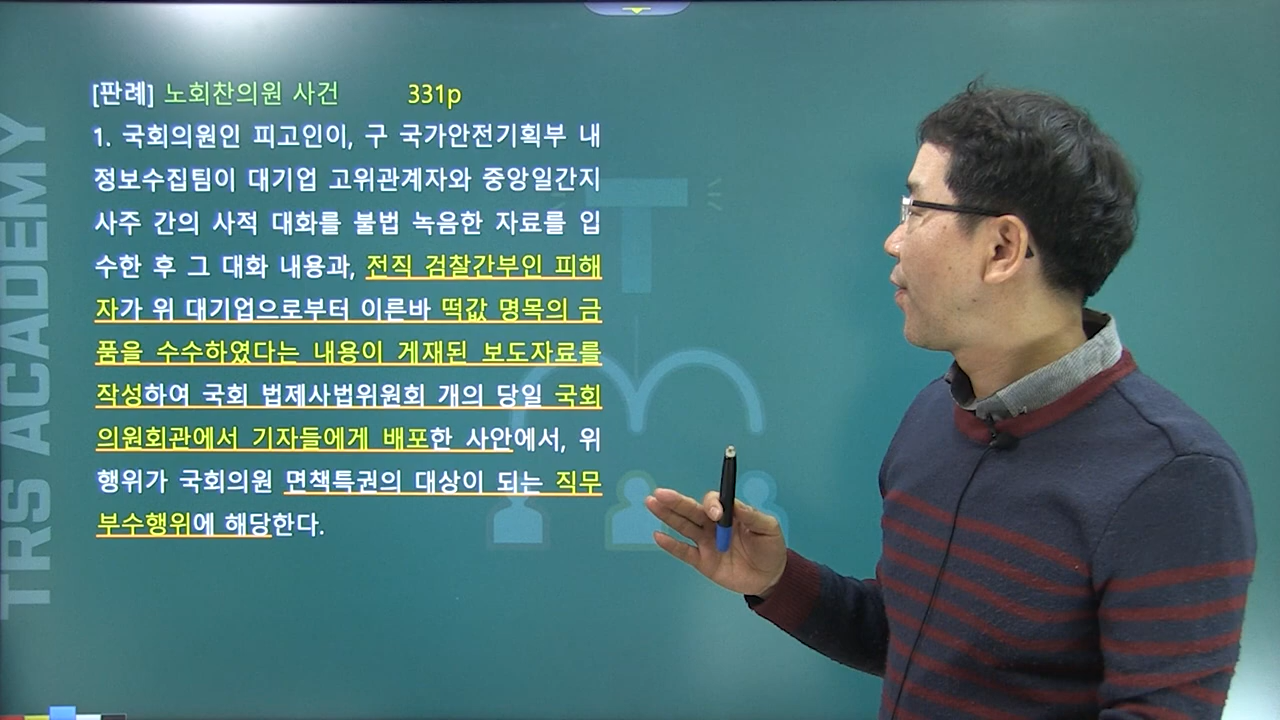 [판례] 노회찬의원 사건 331p
1. 국회의원인 피고인이, 구 국가안전기획부 내
정보수집팀이 대기업 고위관계자와 중앙일간지
사주 간의 사적 대화를 불법 녹음한 자료를 입
수한 후 그 대화 내용과, 전직 검찰간부인 피해
자가 위 대기업으로부터 이른바 떡값 명목의 금
품을 수수하였다는 내용이 게재된 보도자료를
작성하여 국회 법제사법위원회 개의 당일 국회
의원회관에서 기자들에게 배포한 사안에서, 위
행위가 국회의원 면책특권의 대상이 되는 직무
부수행위에 해당한다.
TRS ACADEMY